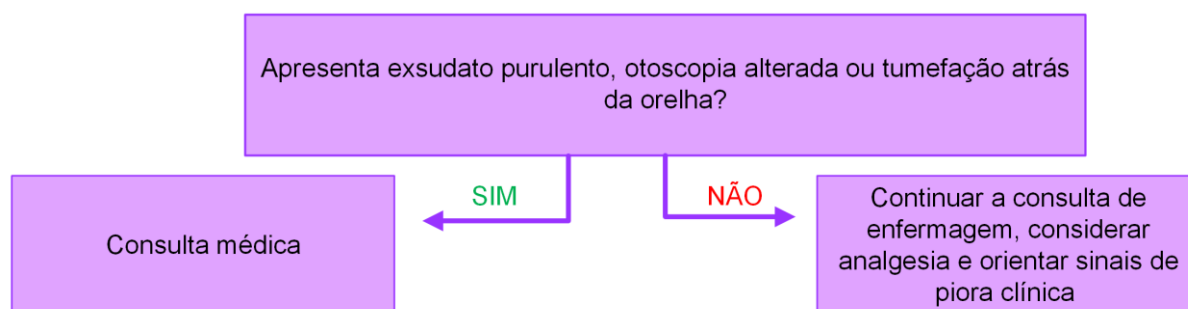 Apresenta exsudato purulento, otoscopia alterada ou tumefação atrás
da orelha?
SIM
NÃO
Consulta médica
Continuar a consulta de
enfermagem, considerar
analgesia e orientar sinais de
piora clínica